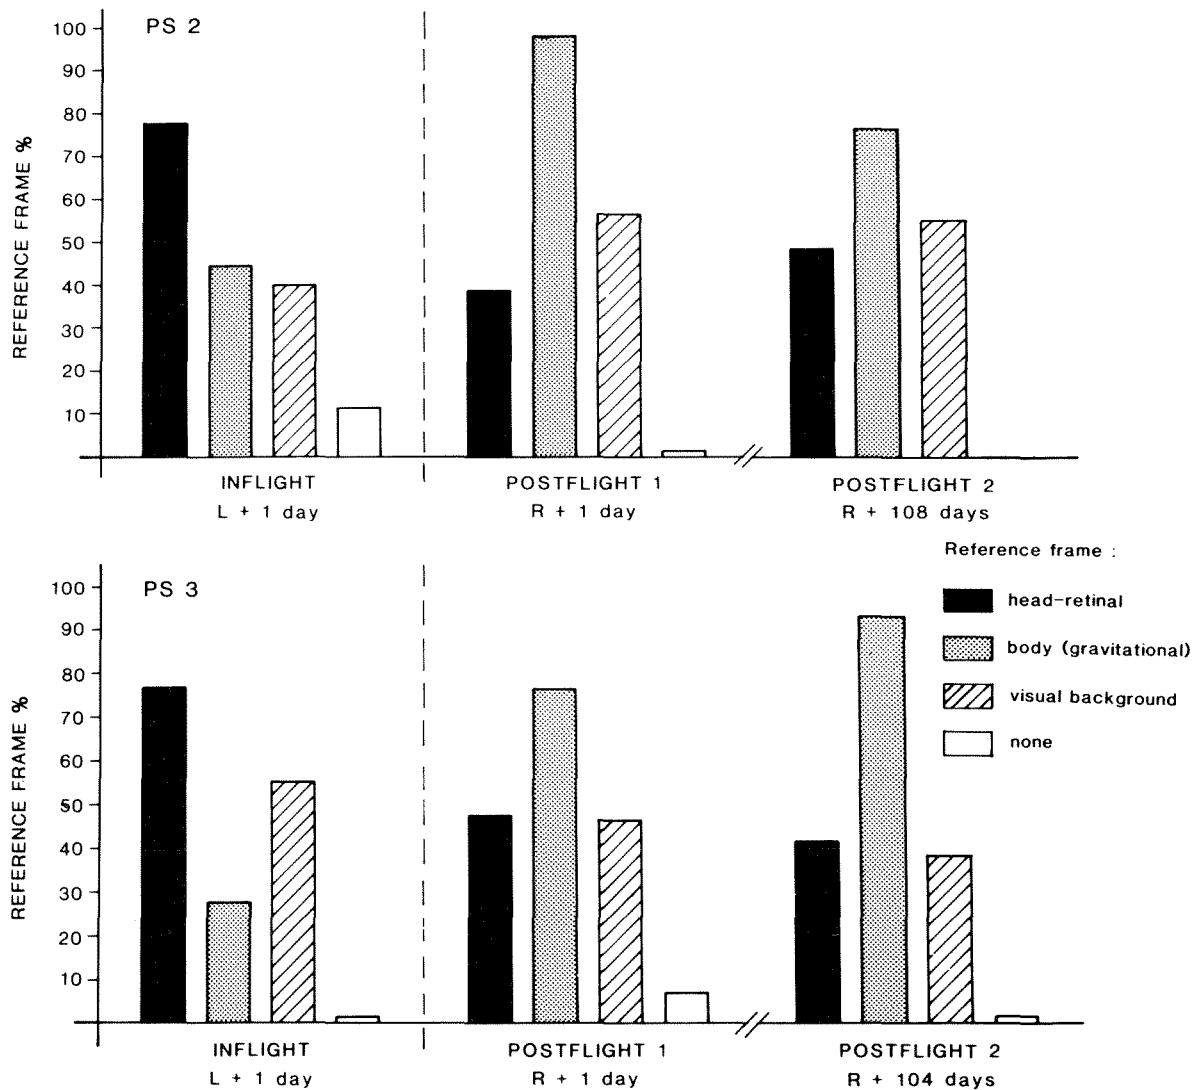 PS 2
REFERENCE FRAME %
100
90
80
70
60
50
40
30
20
10
INFLIGHT
L + 1 day
POSTFLIGHT 1
R + 1 day
POSTFLIGHT 2
R + 108 days
Reference frame :
head-retinal
body (gravitational)
visual background
none
PS 3
REFERENCE FRAME %
100
90
80
70
60
50
40
30
20
10
INFLIGHT
L + 1 day
POSTFLIGHT 1
R + 1 day
POSTFLIGHT 2
R + 104 days